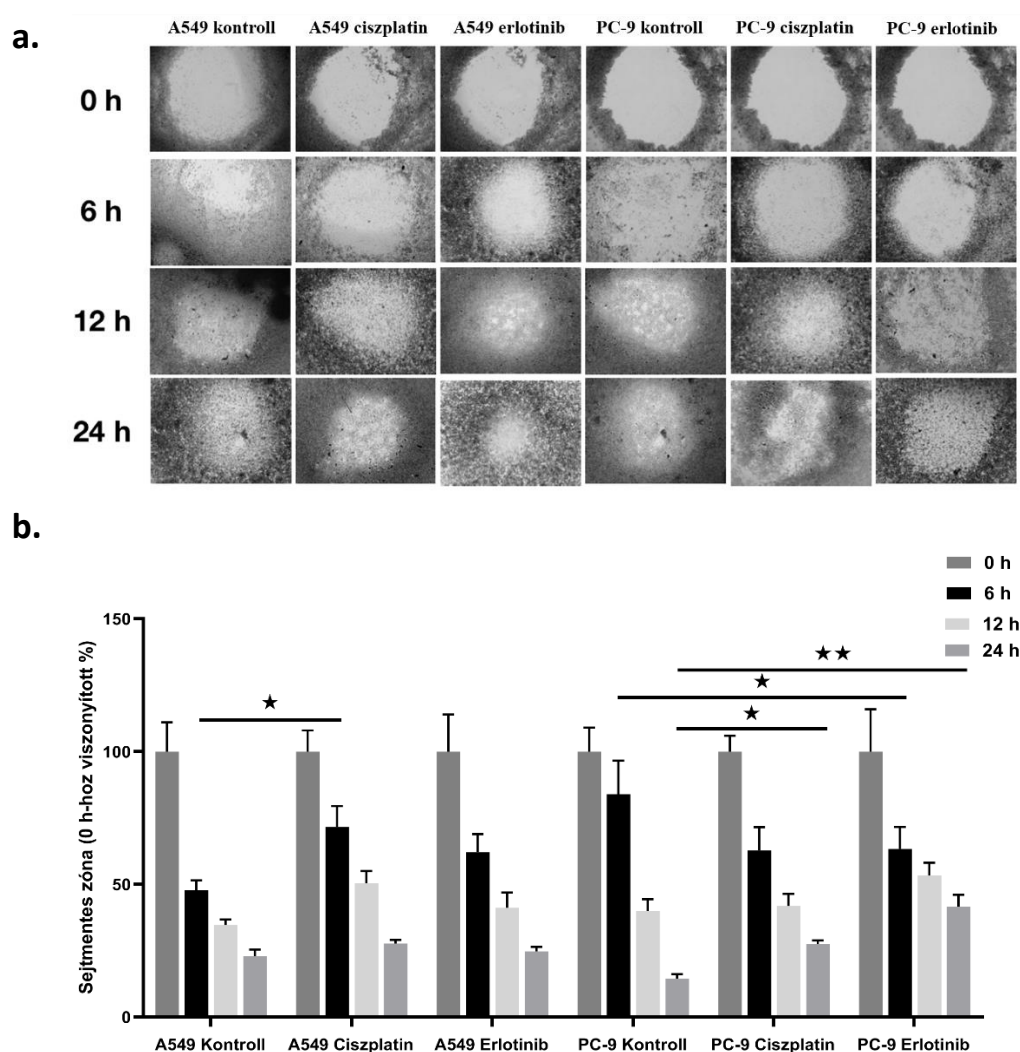 a.
A549 kontroll A549 ciszplatin A549 erlotinib PC-9 kontroll PC-9 ciszplatin PC-9 erlotinib
0 h
6 h
12 h
24 h
b.
0 h
6 h
12 h
24 h
Sejtmentes zóna (0 h-hoz viszonyított %)
150
100
50
0
★
★★
★
★
A549 Kontroll A549 Ciszplatin A549 Erlotinib PC-9 Kontroll PC-9 Ciszplatin PC-9 Erlotinib